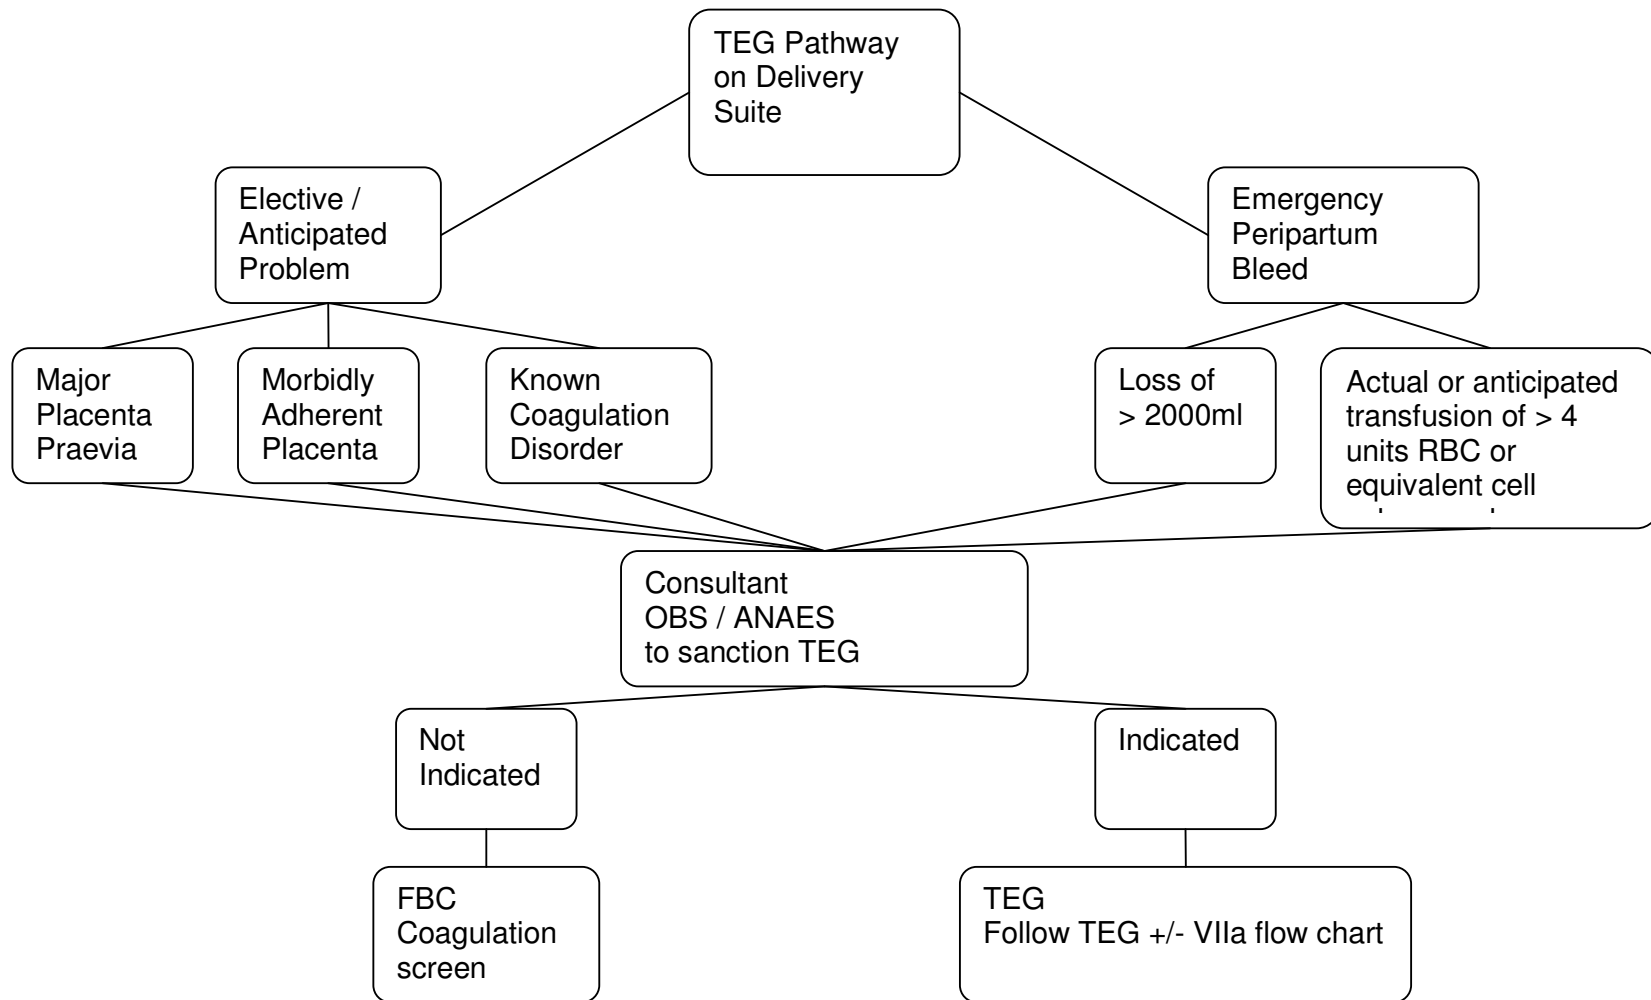 TEG Pathway
on Delivery
Suite
Elective /
Anticipated
Problem
Emergency
Peripartum
Bleed
Major
Placenta
Praevia
Morbidly
Adherent
Placenta
Known
Coagulation
Disorder
Loss of
> 2000ml
Actual or anticipated
transfusion of > 4
units RBC or
equivalent cell
Consultant
OBS / ANAES
to sanction TEG
Not
Indicated
Indicated
FBC
Coagulation
screen
TEG
Follow TEG +/- VIIa flow chart